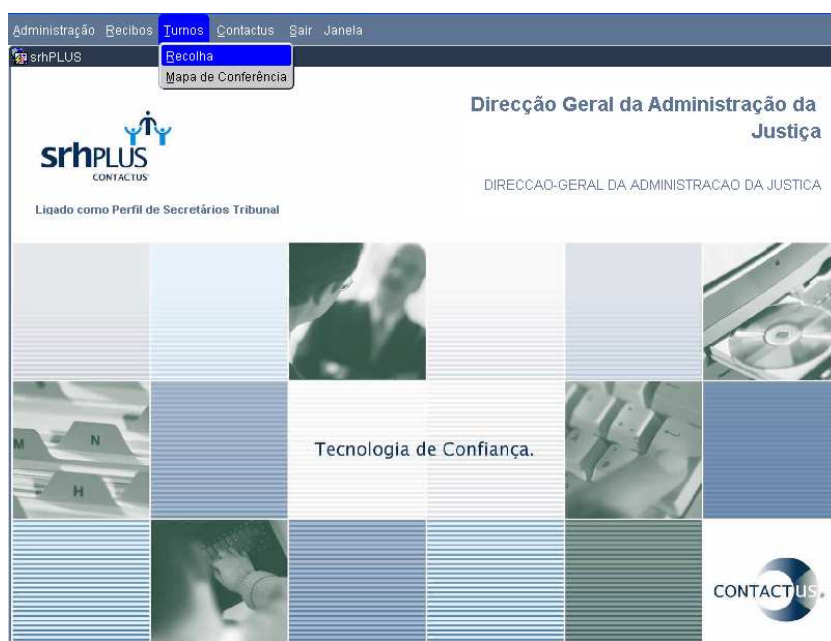 Administração Recibos Turnos Contactus Sair Janela
srhPLUS Recolha
Mapa de Conferência
Direcção Geral da Administração da
Justiça
srhPLUS
CONTACTUS
DIRECCAO-GERAL DA ADMINISTRACAO DA JUSTICA
Ligado como Perfil de Secretários Tribunal
M N
H
Tecnologia de Confiança.
CONTACTUS